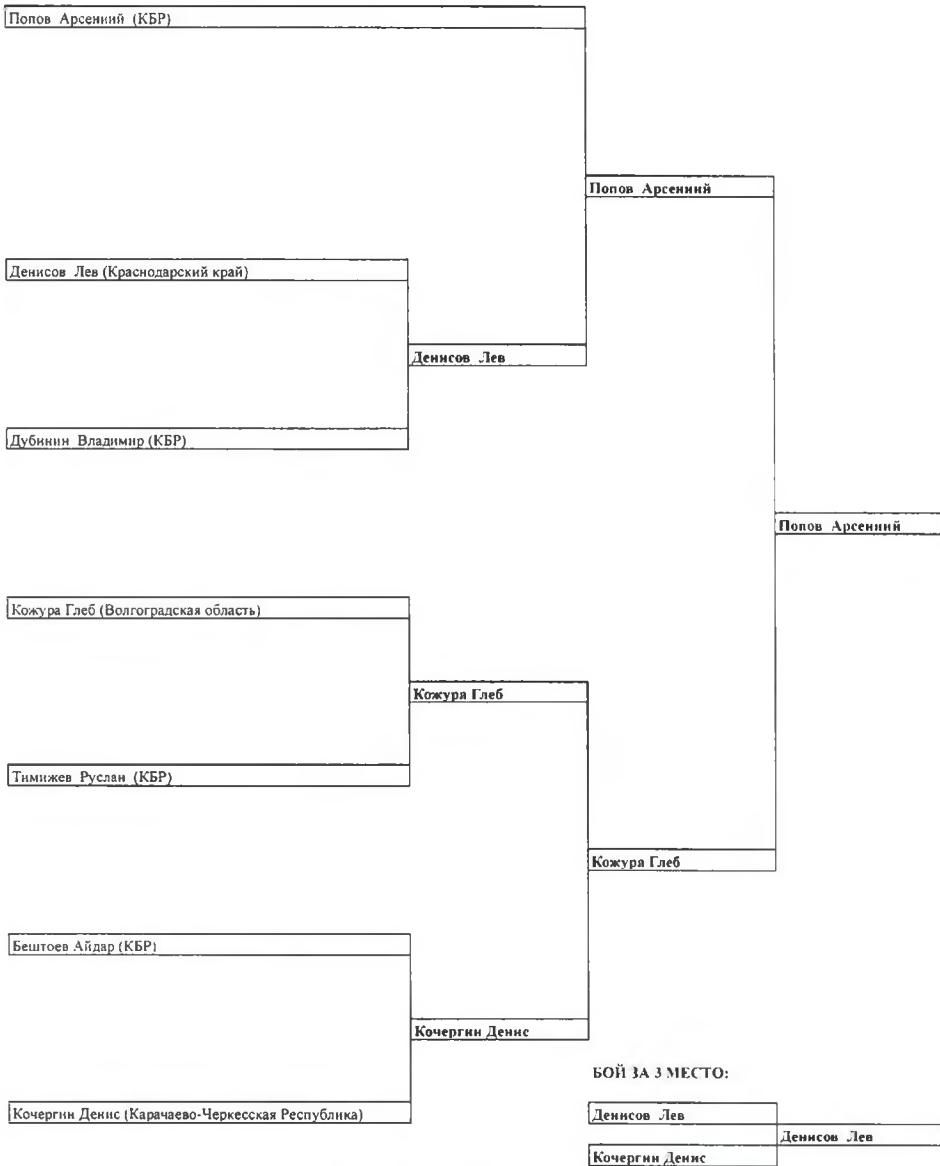 Попов Арсений (КБР)
Попов Арсений
Денисов Лев (Краснодарский край)
Денисов Лев
Дубинин Владимир (КБР)
Попов Арсений
Кожура Глеб (Волгоградская область)
Кожура Глеб
Тимижев Руслан (КБР)
Кожура Глеб
Бештоев Айдар (КБР)
Кочергин Денис
БОЙ ЗА 3 МЕСТО:
Кочергин Денис (Карачаево-Черкесская Республика)
Денисов Лев
Денисов Лев
Кочергин Денис